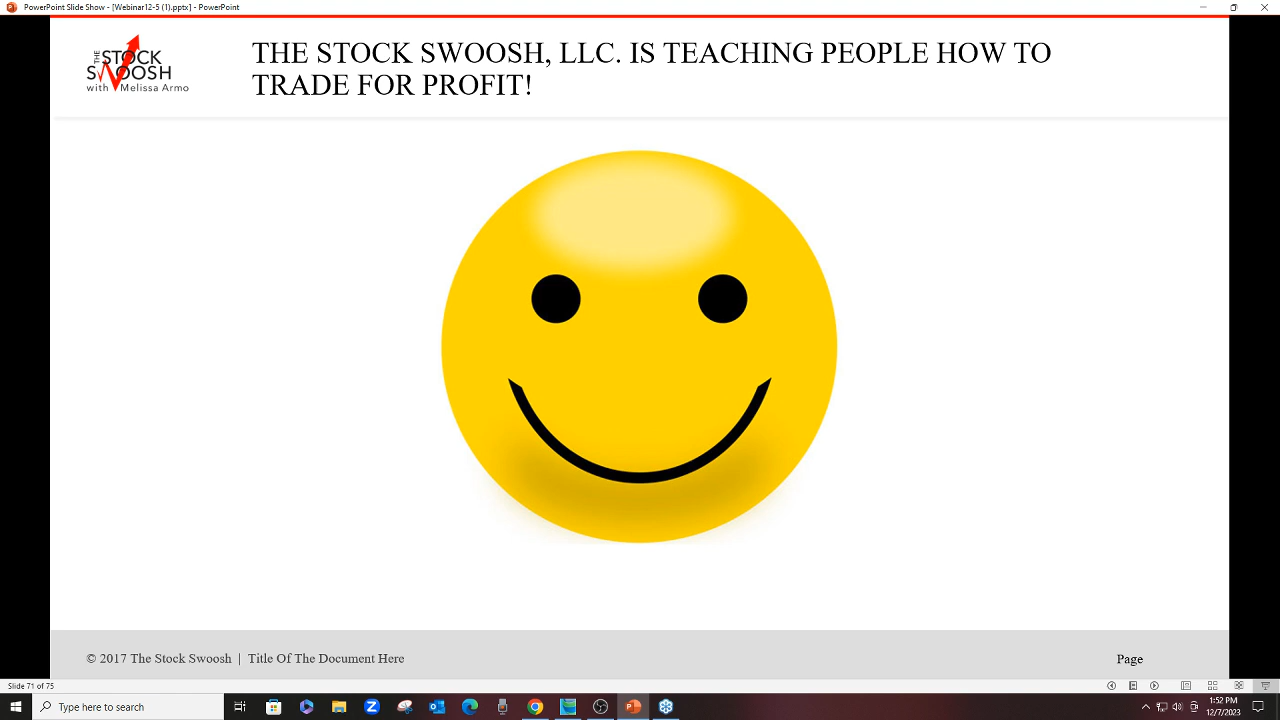 PowerPoint Slide Show - [Webinar12-5 (1).pptx] - PowerPoint
THE
STOCK
SWOOSH
with Melissa Armo
THE STOCK SWOOSH, LLC. IS TEACHING PEOPLE HOW TO
TRADE FOR PROFIT!
© 2017 The Stock Swoosh | Title Of The Document Here
Page
Slide 71 of 75
Type here to search
1:52 PM
12/7/2023